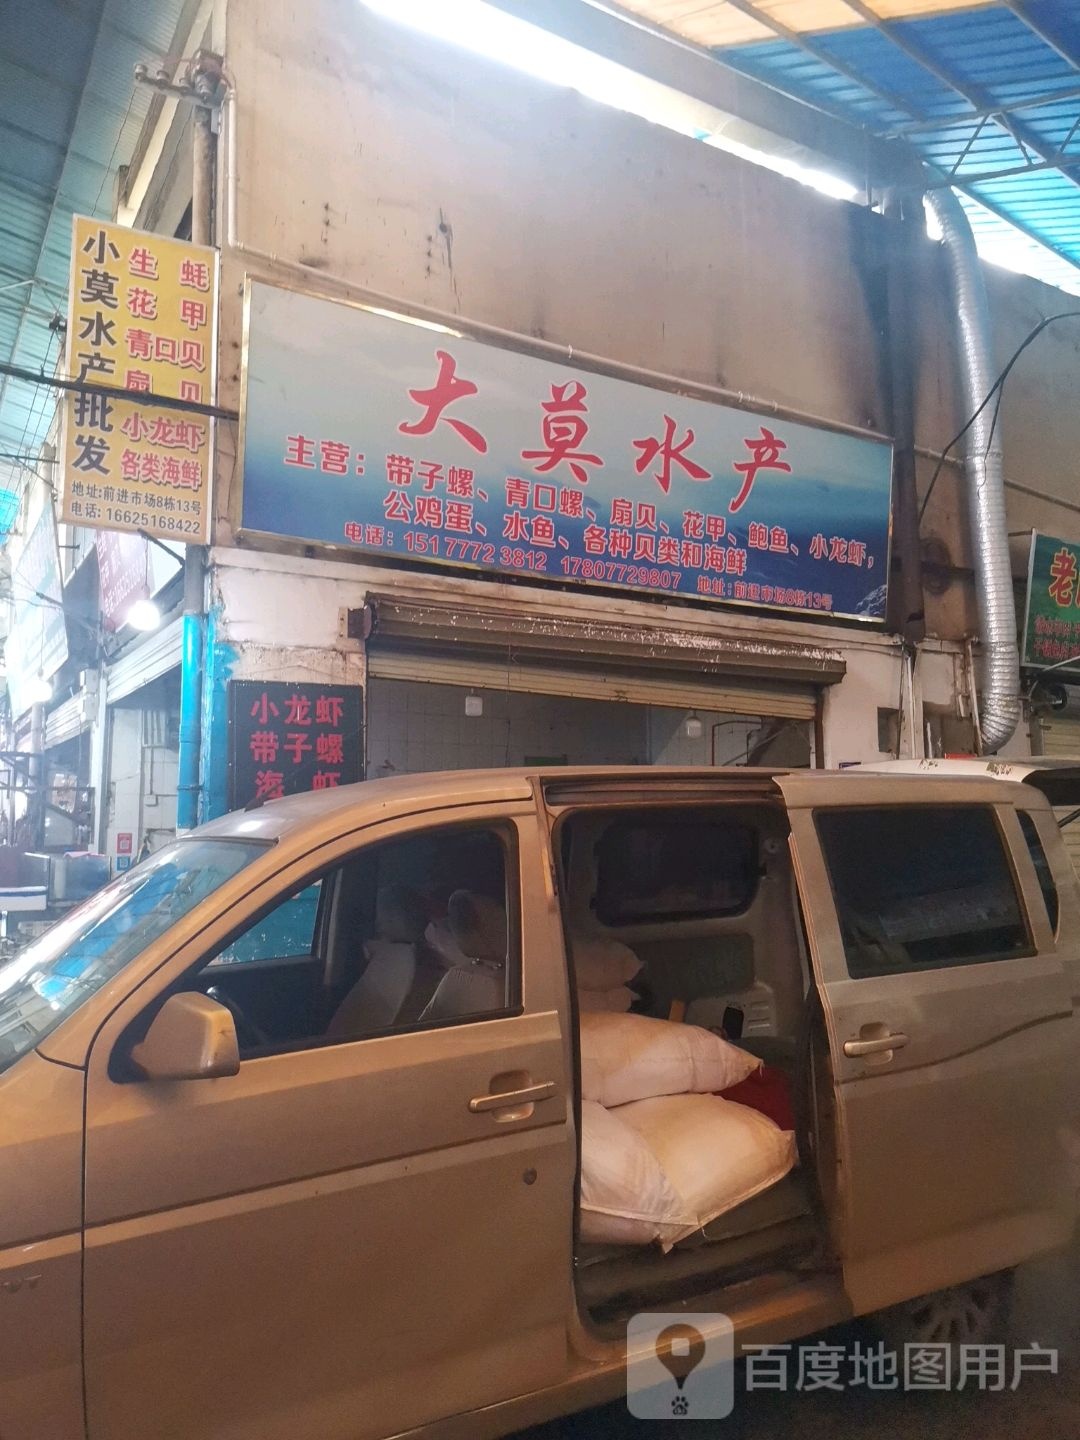 小莫水产批发
生蚝
花甲
青口贝
扇贝
小龙虾
各类海鲜
地址:前进市场8栋13号
电话:16625168422
大莫水产
主营：带子螺、青口螺、扇贝、花甲、鲍鱼、小龙虾，
公鸡蛋、水鱼、各种贝类和海鲜
电话：15177723812 17807729807 地址:前进市场8栋13号
小龙虾
带子螺
海虾
老
百度地图用户